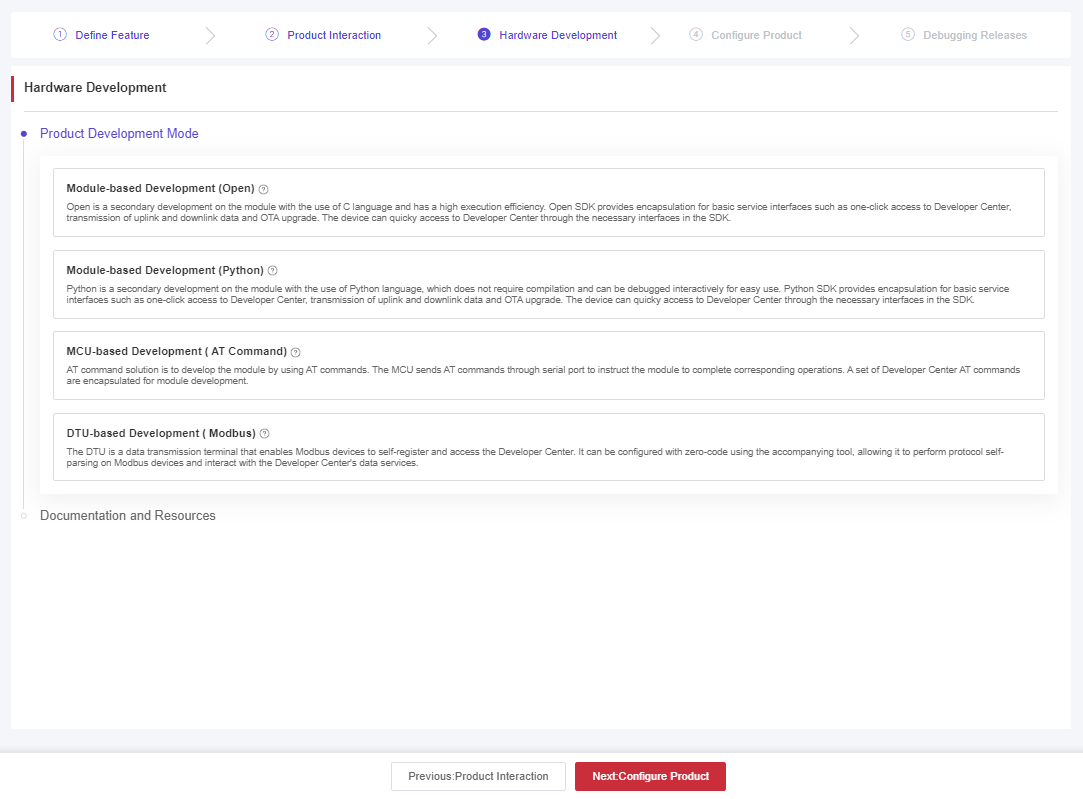 1 Define Feature
2 Product Interaction
3 Hardware Development
4 Configure Product
5 Debugging Releases
Hardware Development
Product Development Mode
Module-based Development (Open) ?
Open is a secondary development on the module with the use of C language and has a high execution efficiency. Open SDK provides encapsulation for basic service interfaces such as one-click access to Developer Center,
transmission of uplink and downlink data and OTA upgrade. The device can quicky access to Developer Center through the necessary interfaces in the SDK.
Module-based Development (Python) ?
Python is a secondary development on the module with the use of Python language, which does not require compilation and can be debugged interactively for easy use. Python SDK provides encapsulation for basic service
interfaces such as one-click access to Developer Center, transmission of uplink and downlink data and OTA upgrade. The device can quicky access to Developer Center through the necessary interfaces in the SDK.
MCU-based Development ( AT Command) ?
AT command solution is to develop the module by using AT commands. The MCU sends AT commands through serial port to instruct the module to complete corresponding operations. A set of Developer Center AT commands
are encapsulated for module development.
DTU-based Development ( Modbus) ?
The DTU is a data transmission terminal that enables Modbus devices to self-register and access the Developer Center. It can be configured with zero-code using the accompanying tool, allowing it to perform protocol self-
parsing on Modbus devices and interact with the Developer Center's data services.
Documentation and Resources
Previous:Product Interaction
Next:Configure Product